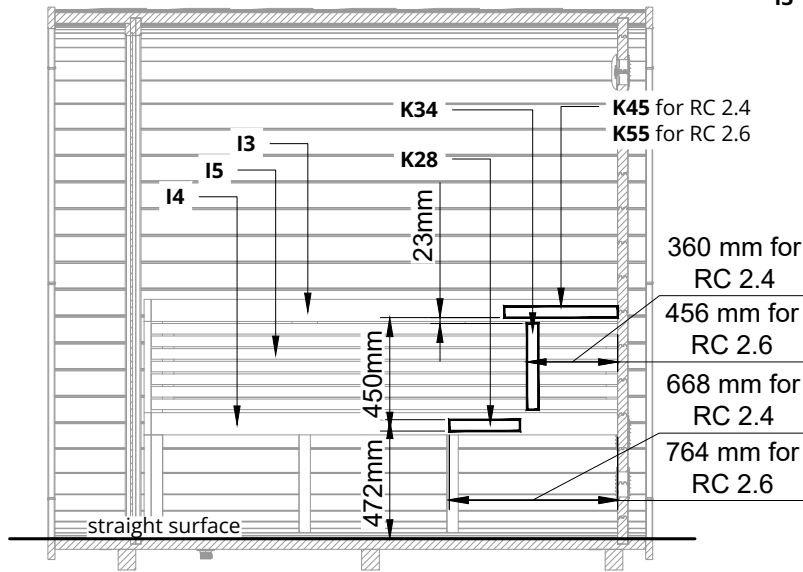 I3
K34
K45 for RC 2.4
K55 for RC 2.6
I3
K28
I5
I4
23mm
360 mm for
RC 2.4
456 mm for
RC 2.6
450mm
668 mm for
RC 2.4
764 mm for
RC 2.6
472mm
straight surface